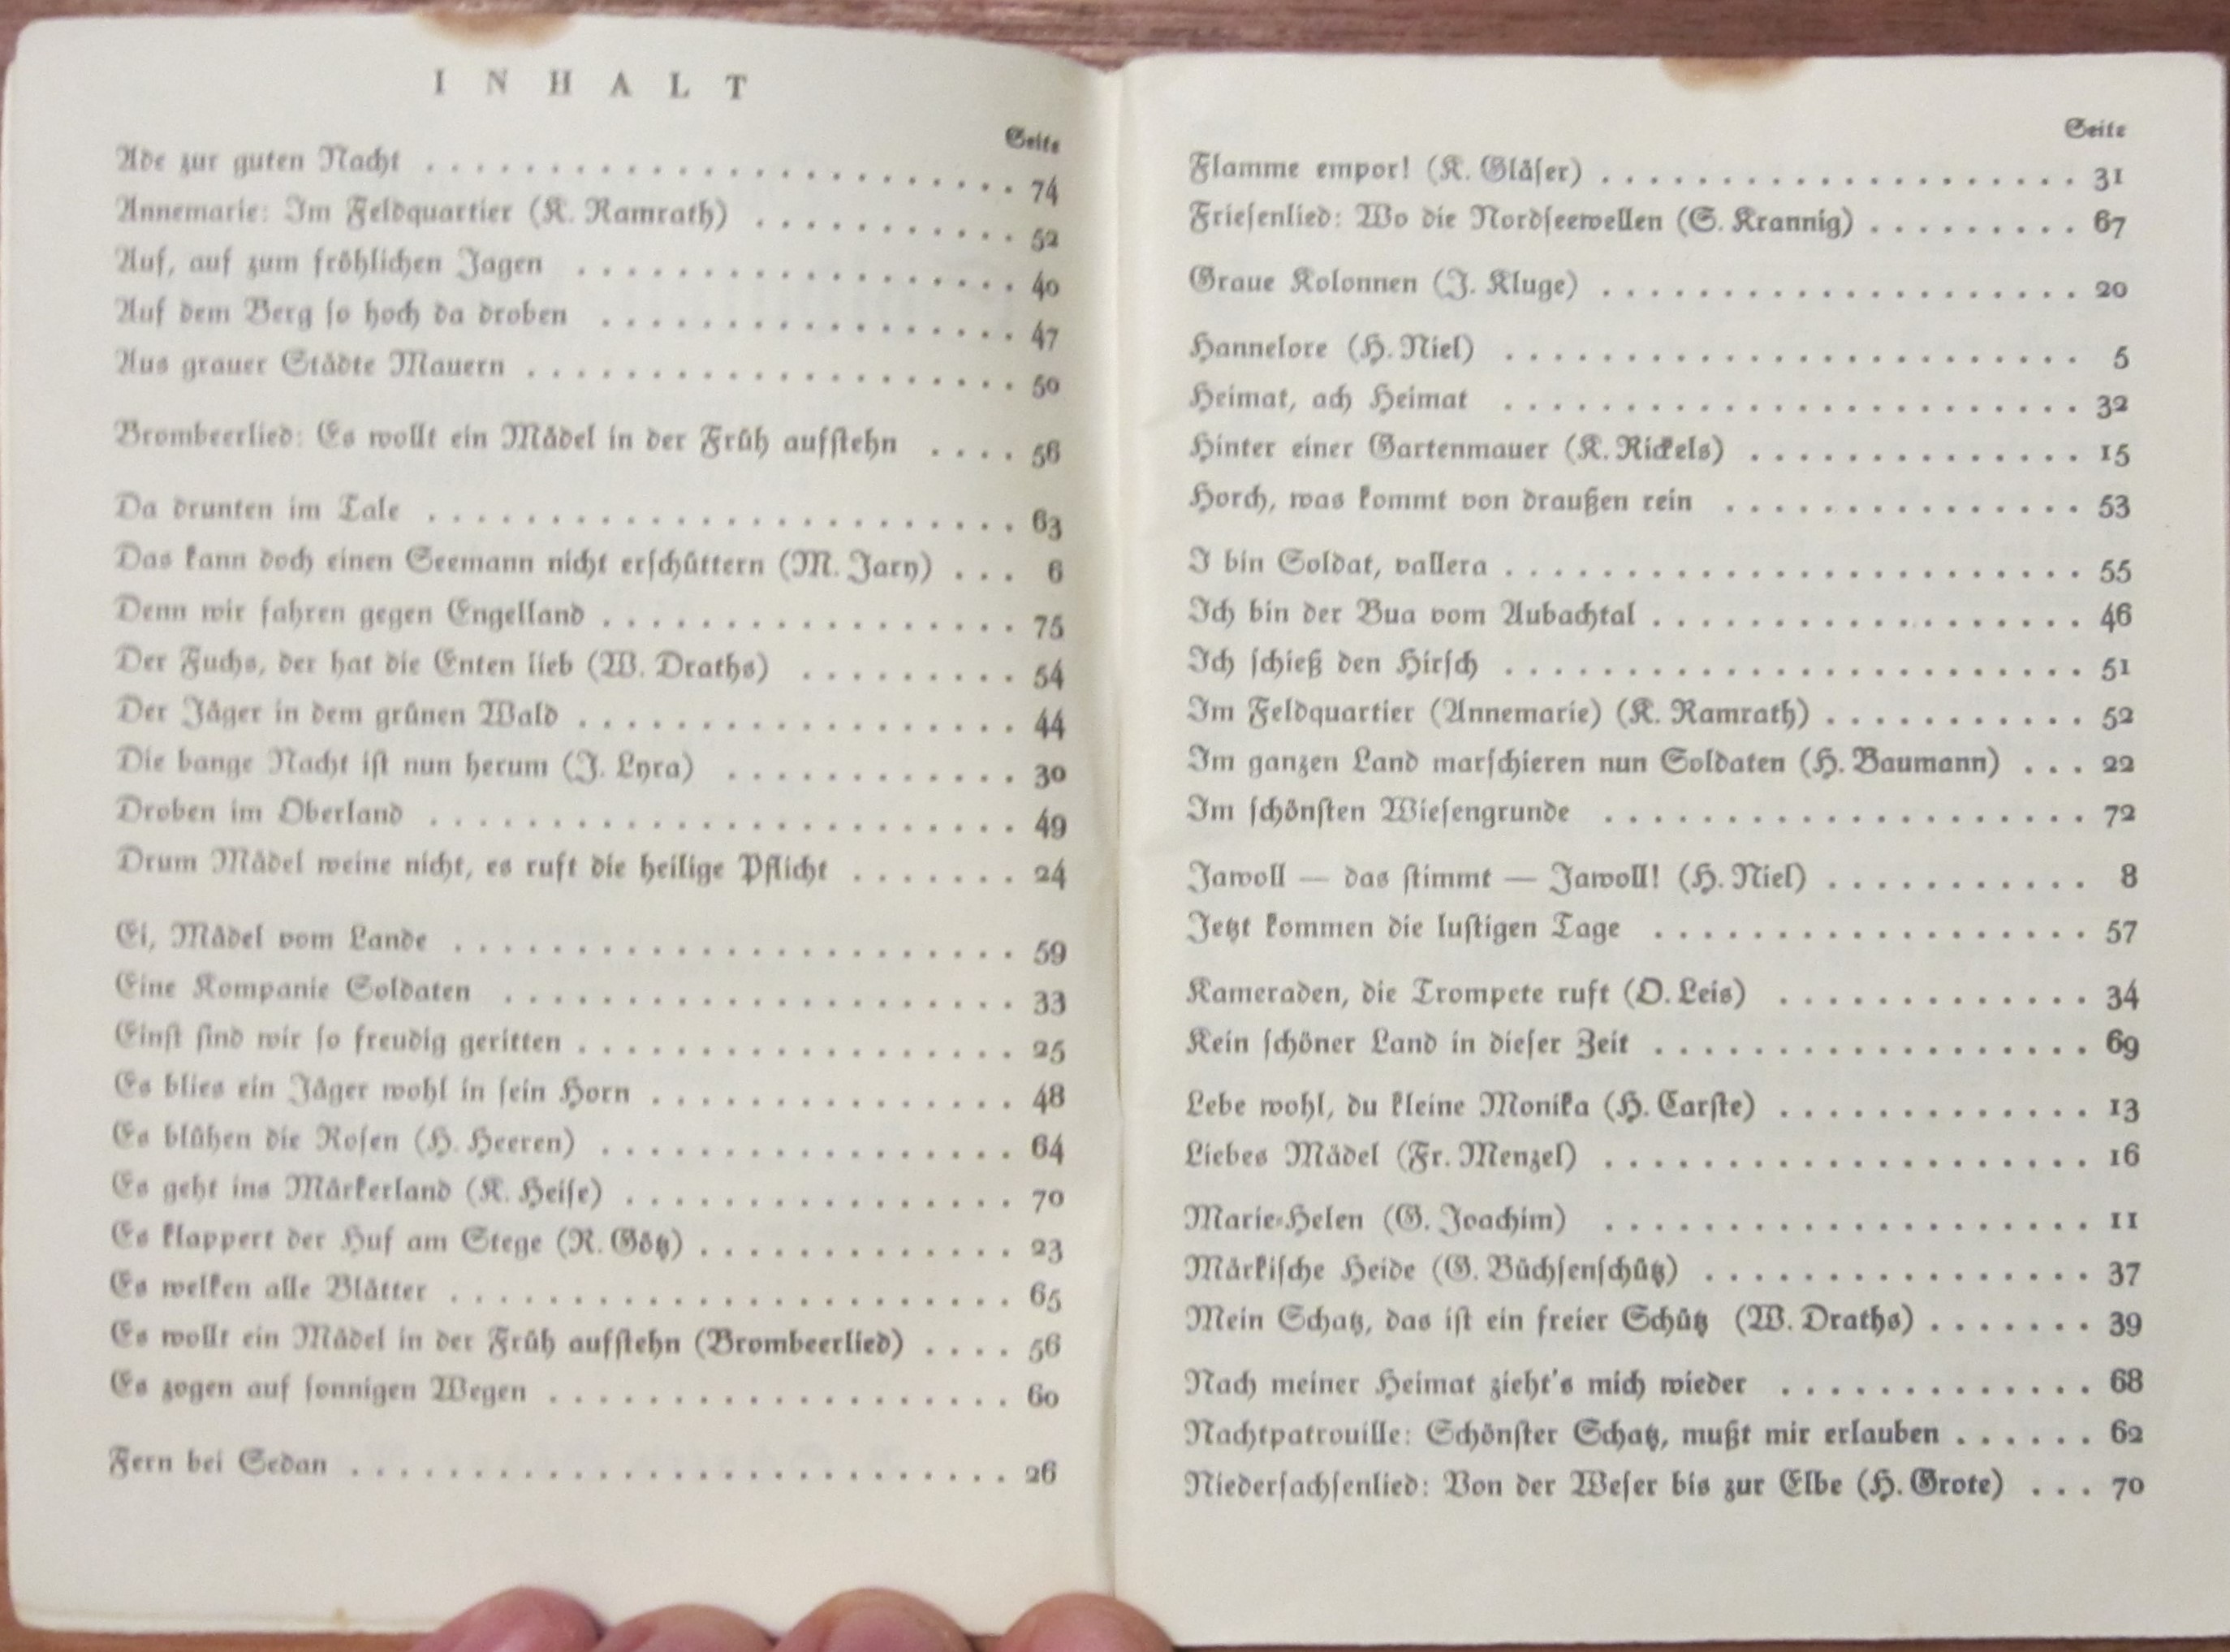 INHALT
Seite
Ade zur guten Nacht . . . . . . . . . . . . . . . . . . . . . . . . 74
Annemarie: Im Feldquartier (K. Ramrath) . . . . . . . . . . . 52
Auf, auf zum fröhlichen Jagen . . . . . . . . . . . . . . . . . . 40
Auf dem Berg so hoch da droben . . . . . . . . . . . . . . . . . 47
Aus grauer Städte Mauern . . . . . . . . . . . . . . . . . . . . 50
Brombeerlied: Es wollt ein Mädel in der Früh aufstehn . . . . 56
Da drunten im Tale . . . . . . . . . . . . . . . . . . . . . . . . 63
Das kann doch einen Seemann nicht erschüttern (M. Jary) . . . 6
Denn wir fahren gegen Engelland . . . . . . . . . . . . . . . . . 75
Der Fuchs, der hat die Enten lieb (W. Draths) . . . . . . . . . 54
Der Jäger in dem grünen Wald . . . . . . . . . . . . . . . . . . 44
Die bange Nacht ist nun herum (J. Lyra) . . . . . . . . . . . . 30
Droben im Oberland . . . . . . . . . . . . . . . . . . . . . . . . 49
Drum Mädel weine nicht, es ruft die heilige Pflicht . . . . . . . 24
Ei, Mädel vom Lande . . . . . . . . . . . . . . . . . . . . . . . 59
Eine Kompanie Soldaten . . . . . . . . . . . . . . . . . . . . . 33
Einst sind wir so freudig geritten . . . . . . . . . . . . . . . . . . 25
Es blies ein Jäger wohl in sein Horn . . . . . . . . . . . . . . . 48
Es blühen die Rosen (H. Heeren) . . . . . . . . . . . . . . . . . 64
Es geht ins Märkerland (K. Heise) . . . . . . . . . . . . . . . . 70
Es klappert der Huf am Stege (R. Götz) . . . . . . . . . . . . . 23
Es welken alle Blätter . . . . . . . . . . . . . . . . . . . . . . . 65
Es wollt ein Mädel in der Früh aufstehn (Brombeerlied) . . . . 56
Es zogen auf sonnigen Wegen . . . . . . . . . . . . . . . . . . . 60
Fern bei Sedan . . . . . . . . . . . . . . . . . . . . . . . . . . . 26
Seite
Flamme empor! (K. Gläser) . . . . . . . . . . . . . . . . . . . . 31
Friesenlied: Wo die Nordseewellen (S. Krannig) . . . . . . . . . 67
Graue Kolonnen (J. Kluge) . . . . . . . . . . . . . . . . . . . . 20
Hannelore (H. Niel) . . . . . . . . . . . . . . . . . . . . . . . . 5
Heimat, ach Heimat . . . . . . . . . . . . . . . . . . . . . . . . 32
Hinter einer Gartenmauer (K. Rickels) . . . . . . . . . . . . . . 15
Horch, was kommt von draußen rein . . . . . . . . . . . . . . . 53
I bin Soldat, vallera . . . . . . . . . . . . . . . . . . . . . . . . 55
Ich bin der Bua vom Aubachtal . . . . . . . . . . . . . . . . . . 46
Ich schieß den Hirsch . . . . . . . . . . . . . . . . . . . . . . . . 51
Im Feldquartier (Annemarie) (K. Ramrath) . . . . . . . . . . . 52
Im ganzen Land marschieren nun Soldaten (H. Baumann) . . . 22
Im schönsten Wiesengrunde . . . . . . . . . . . . . . . . . . . . 72
Jawoll — das stimmt — Jawoll! (H. Niel) . . . . . . . . . . . 8
Jetzt kommen die lustigen Tage . . . . . . . . . . . . . . . . . . 57
Kameraden, die Trompete ruft (O. Leis) . . . . . . . . . . . . . 34
Kein schöner Land in dieser Zeit . . . . . . . . . . . . . . . . . . 69
Lebe wohl, du kleine Monika (H. Carste) . . . . . . . . . . . . . 13
Liebes Mädel (Fr. Menzel) . . . . . . . . . . . . . . . . . . . . 16
Marie-Helen (G. Joachim) . . . . . . . . . . . . . . . . . . . . 11
Märkische Heide (G. Büchsenschütz) . . . . . . . . . . . . . . . . 37
Mein Schatz, das ist ein freier Schütz (W. Draths) . . . . . . . 39
Nach meiner Heimat zieht's mich wieder . . . . . . . . . . . . . 68
Nachtpatrouille: Schönster Schatz, mußt mir erlauben . . . . . . 62
Niedersachsenlied: Von der Weser bis zur Elbe (H. Grote) . . . 70